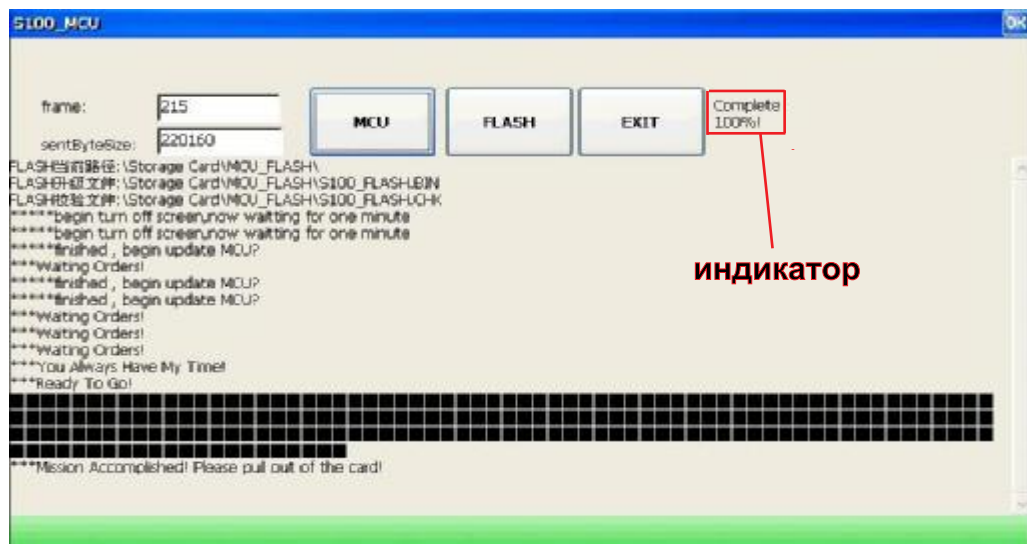 S100_MCU
OK
frame: 215
MCU
FLASH
EXIT
Complete
100%!
sentByteSize: 220160
FLASH当前路径:\Storage Card\MCU_FLASH\
FLASH升级文件:\Storage Card\MCU_FLASH\S100_FLASH.BIN
FLASH校验文件:\Storage Card\MCU_FLASH\S100_FLASH.CHK
******begin turn off screen,now waitting for one minute
******begin turn off screen,now waitting for one minute
******finished , begin update MCU?
***Waiting Orders!
******finished , begin update MCU?
******finished , begin update MCU?
***Waiting Orders!
***Waiting Orders!
***Waiting Orders!
***You Always Have My Time!
***Ready To Go!
***Mission Accomplished! Please pull out of the card!
индикатор